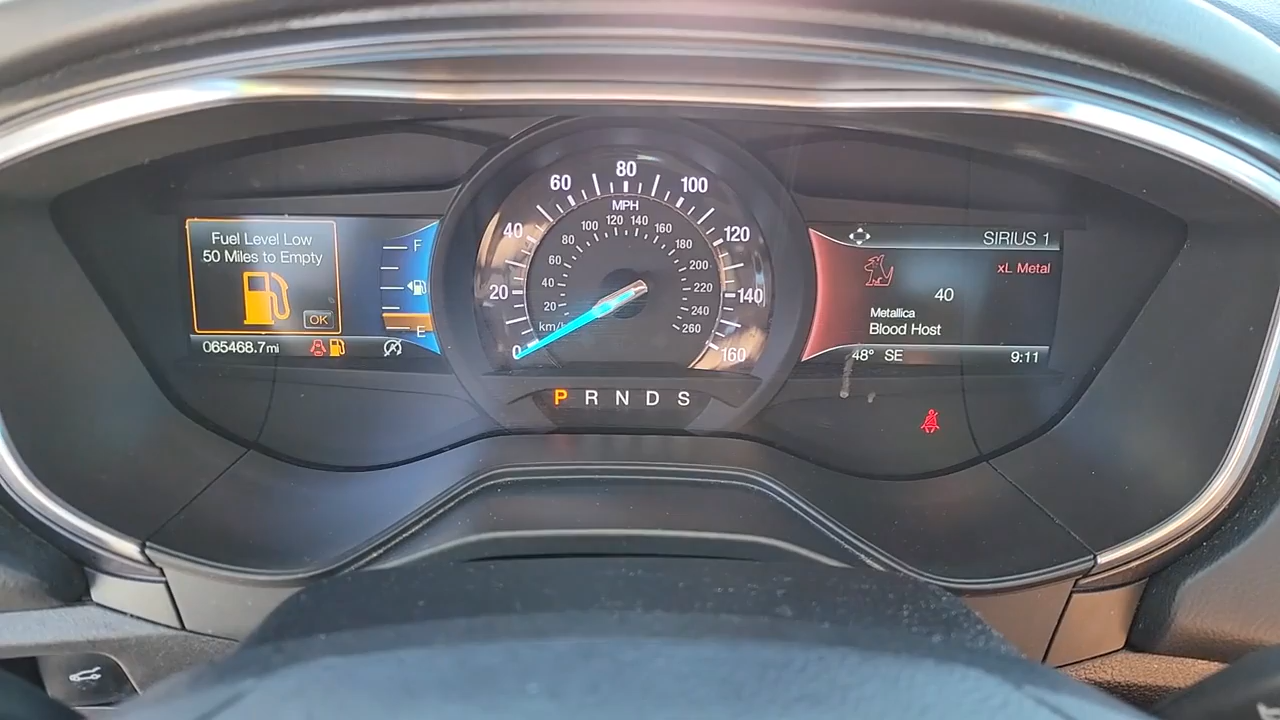 Fuel Level Low
50 Miles to Empty
OK
F
E
065468.7mi
0
20
40
60
80
100
120
140
160
MPH
km/h
20
40
60
80
100
120
140
160
180
200
220
240
260
P R N D S
SIRIUS 1
xL Metal
40
Metallica
Blood Host
48° SE
9:11